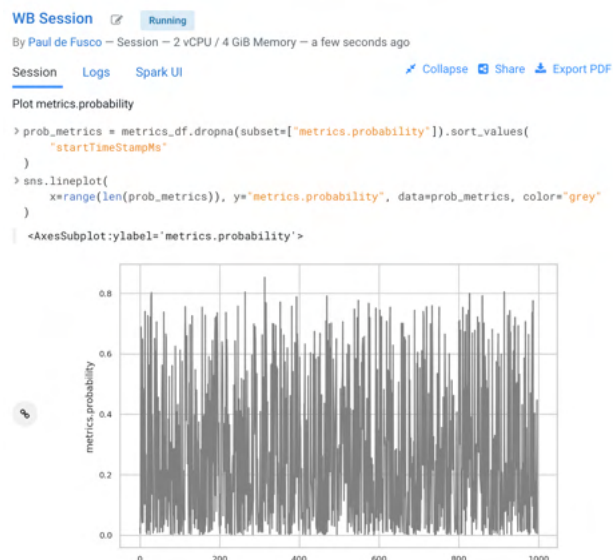 WB Session Running
By Paul de Fusco — Session — 2 vCPU / 4 GiB Memory — a few seconds ago
Session Logs Spark UI Collapse Share Export PDF
Plot metrics.probability
> prob_metrics = metrics_df.dropna(subset=["metrics.probability"]).sort_values(
"startTimeStampMs"
)
> sns.lineplot(
x=range(len(prob_metrics)), y="metrics.probability", data=prob_metrics, color="grey"
)
<AxesSubplot:ylabel='metrics.probability'>
0.8
0.6
0.4
0.2
0.0
metrics.probability
0 200 400 600 800 1000